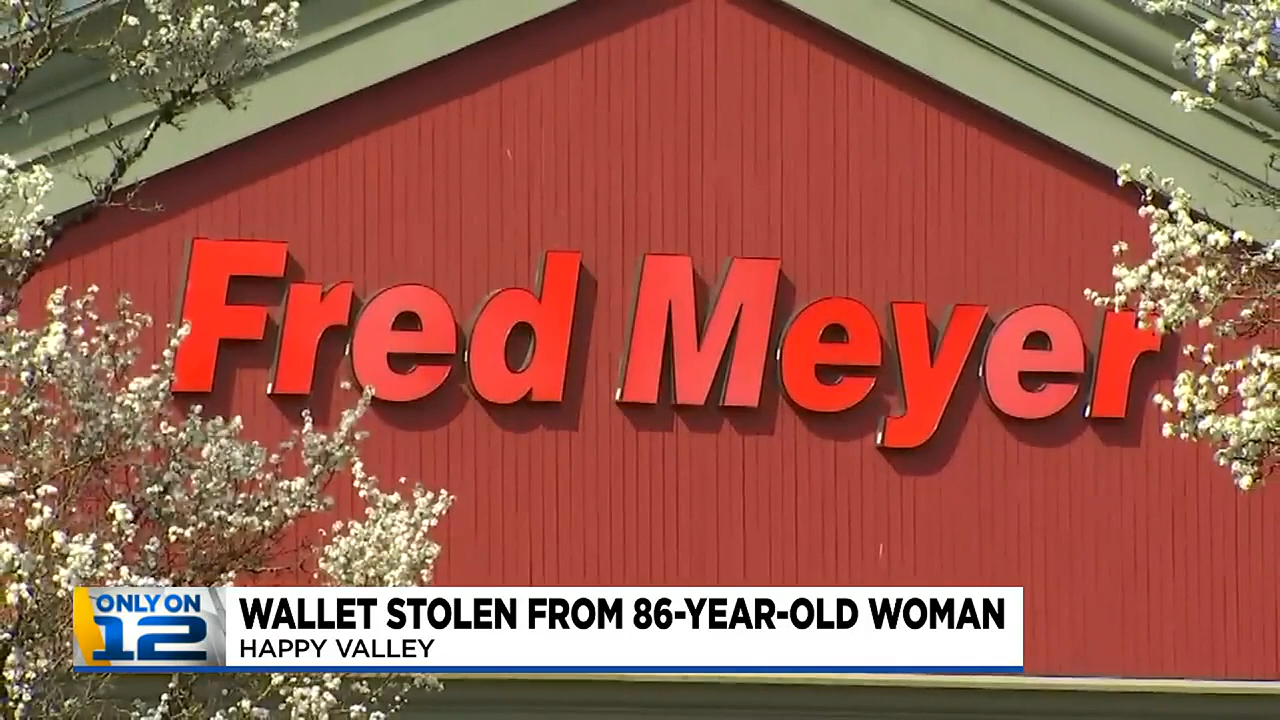 Fred Meyer
ONLY ON
12
WALLET STOLEN FROM 86-YEAR-OLD WOMAN
HAPPY VALLEY